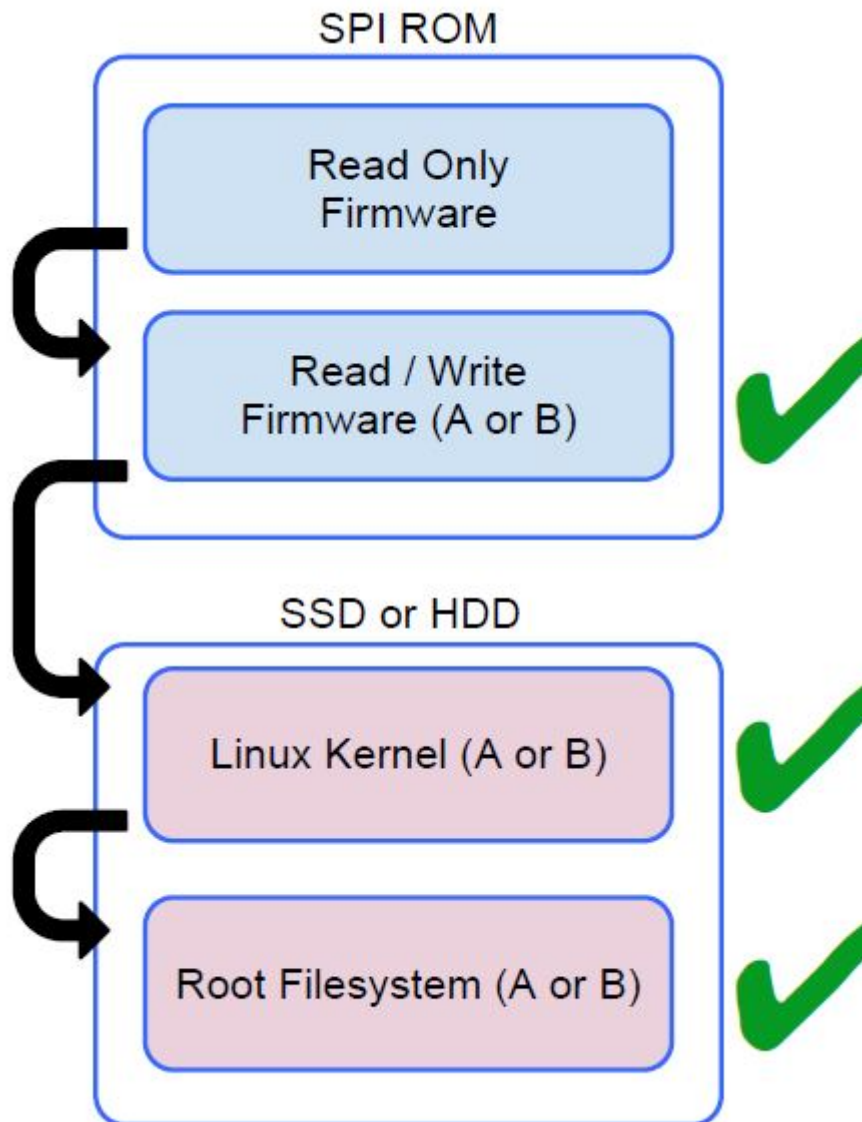 SPI ROM
Read Only
Firmware
Read / Write
Firmware (A or B)
SSD or HDD
Linux Kernel (A or B)
Root Filesystem (A or B)